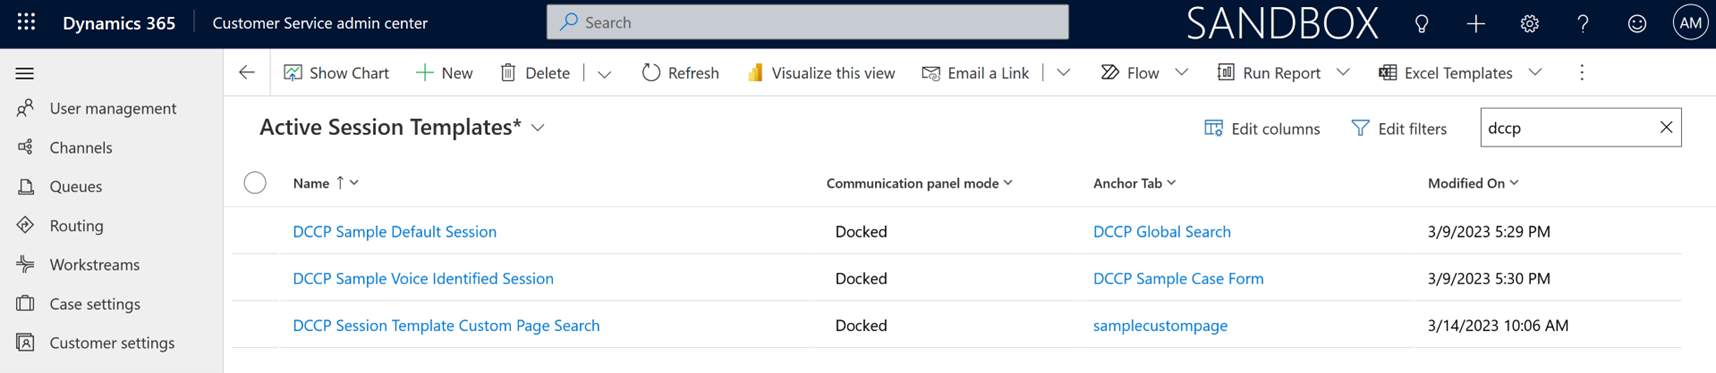 Dynamics 365 Customer Service admin center Search SANDBOX AM
Show Chart New Delete Refresh Visualize this view Email a Link Flow Run Report Excel Templates
User management
Channels
Queues
Routing
Workstreams
Case settings
Customer settings
Active Session Templates* Edit columns Edit filters dccp
Name Communication panel mode Anchor Tab Modified On
DCCP Sample Default Session Docked DCCP Global Search 3/9/2023 5:29 PM
DCCP Sample Voice Identified Session Docked DCCP Sample Case Form 3/9/2023 5:30 PM
DCCP Session Template Custom Page Search Docked samplecustompage 3/14/2023 10:06 AM